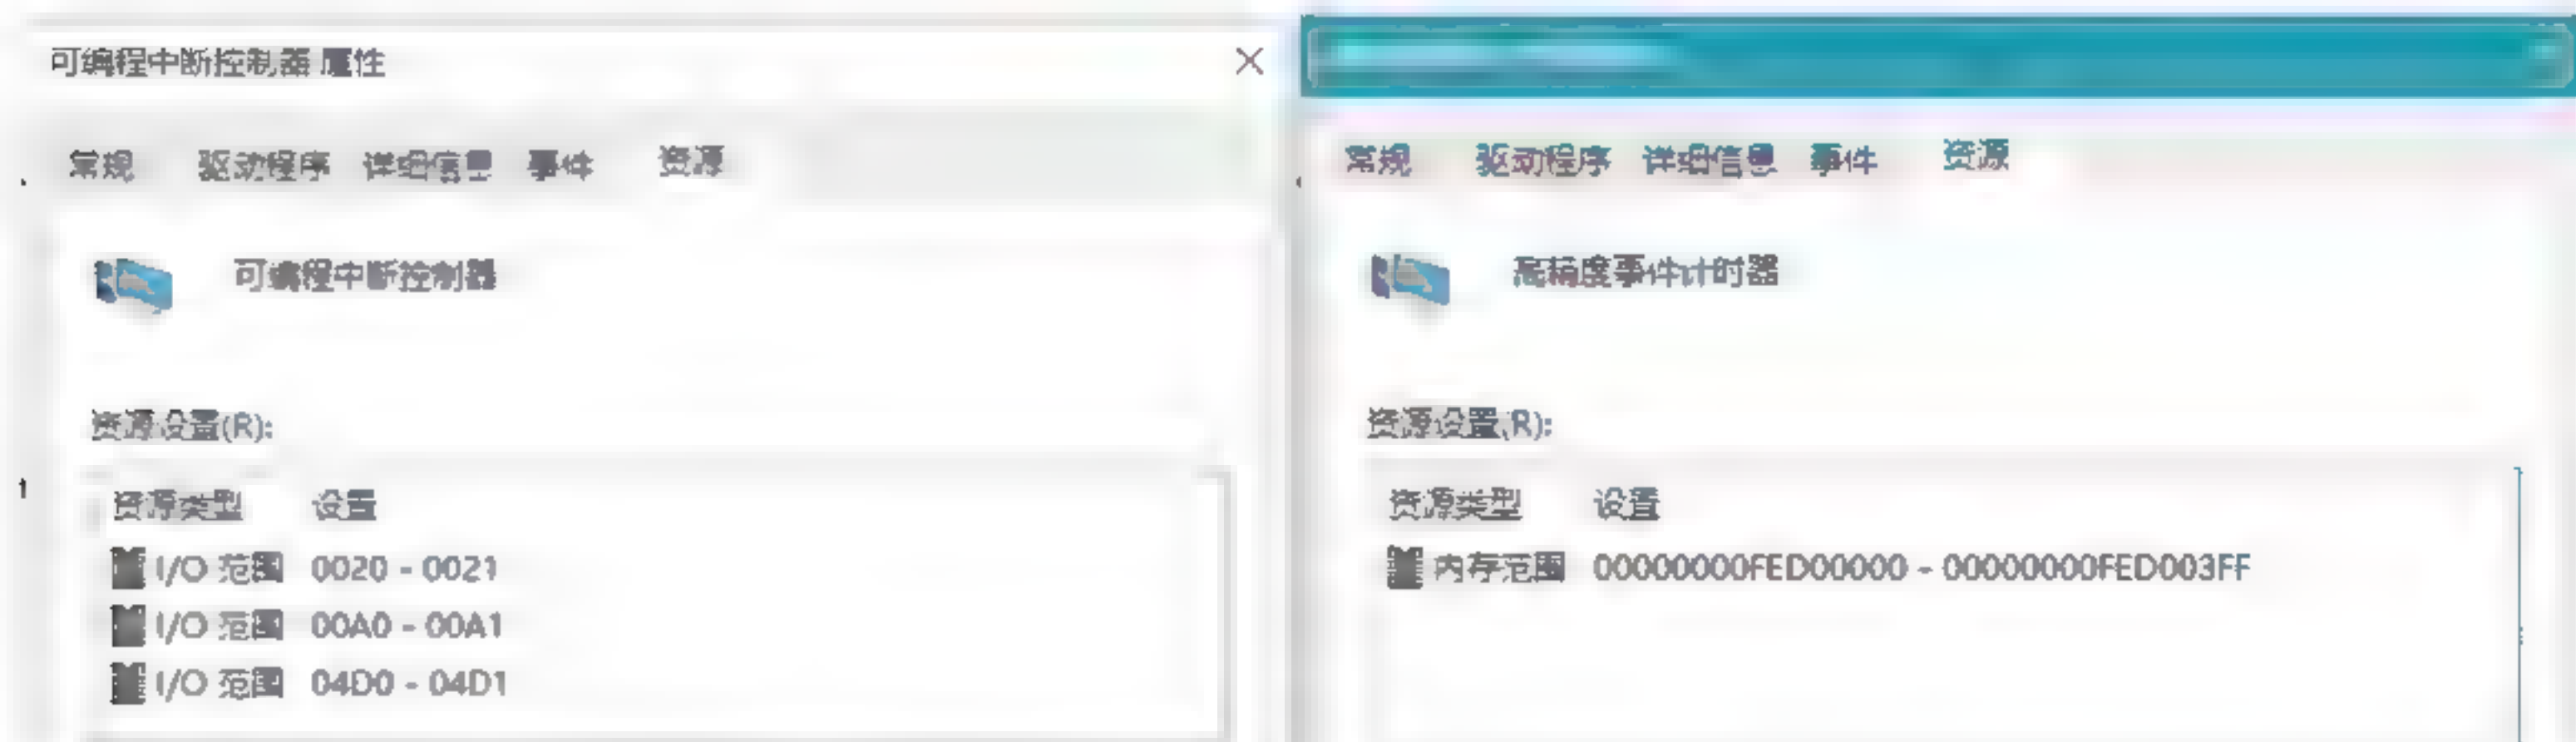 可编程中断控制器 属性
常规 驱动程序 详细信息 事件 资源
可编程中断控制器
资源设置(R):
资源类型 设置
I/O 范围 0020 - 0021
I/O 范围 00A0 - 00A1
I/O 范围 04D0 - 04D1
常规 驱动程序 详细信息 事件 资源
高精度事件计时器
资源设置(R):
资源类型 设置
内存范围 00000000FED00000 - 00000000FED003FF